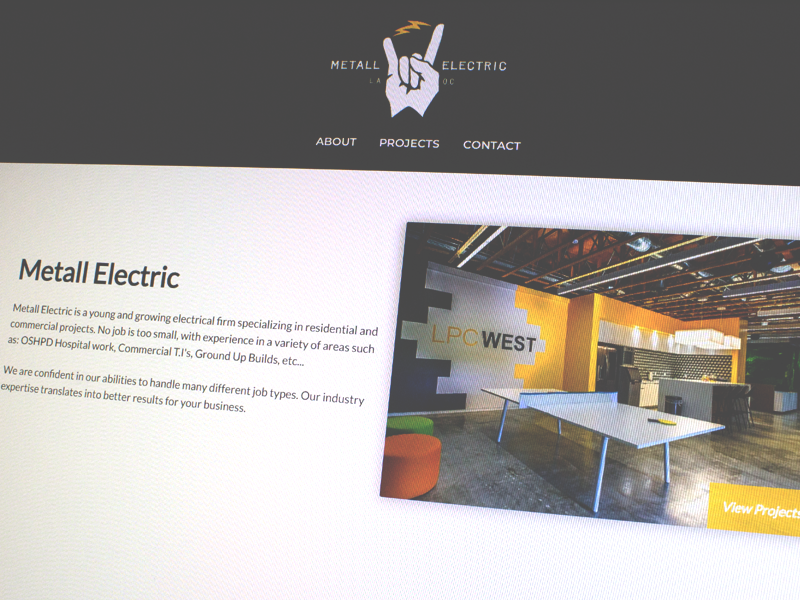 METALL ELECTRIC
LA OC
ABOUT PROJECTS CONTACT
Metall Electric
Metall Electric is a young and growing electrical firm specializing in residential and
commercial projects. No job is too small, with experience in a variety of areas such
as: OSHPD Hospital work, Commercial T.I's, Ground Up Builds, etc...
We are confident in our abilities to handle many different job types. Our industry
expertise translates into better results for your business.
LPCWEST
View Projects